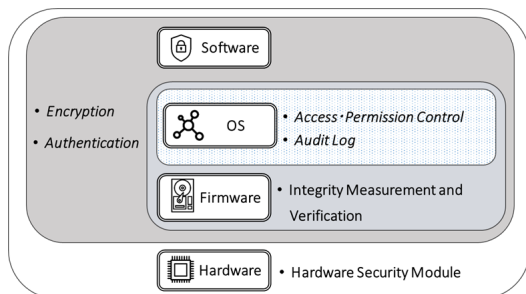 Software
• Encryption
• Authentication
OS
• Access・Permission Control
• Audit Log
Firmware
• Integrity Measurement and
Verification
Hardware
• Hardware Security Module